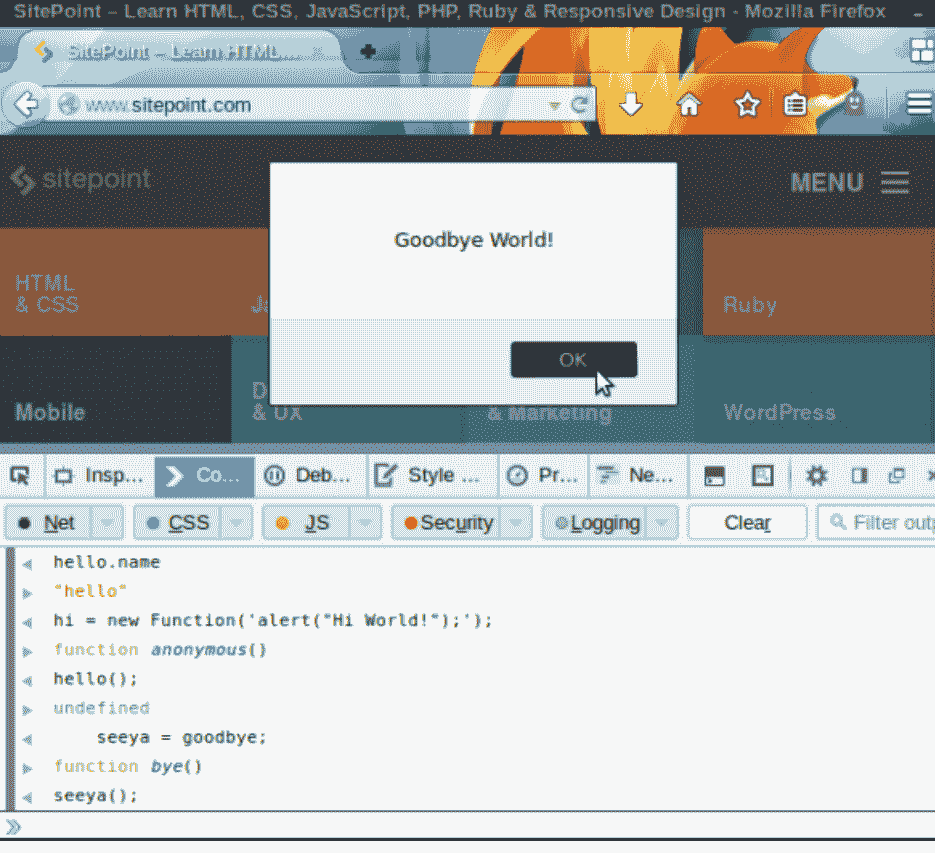 SitePoint – Learn HTML, CSS, JavaScript, PHP, Ruby & Responsive Design - Mozilla Firefox
SitePoint – Learn HTML...
www.sitepoint.com
sitepoint
MENU
Goodbye World!
OK
HTML
& CSS
Ruby
Mobile
& UX
& Marketing
WordPress
Insp...
Co...
Deb...
Style ...
Pr...
Ne...
Net
CSS
JS
Security
Logging
Clear
Filter outp
hello.name
"hello"
hi = new Function('alert("Hi World!");');
function anonymous()
hello();
undefined
seeya = goodbye;
function bye()
seeya();